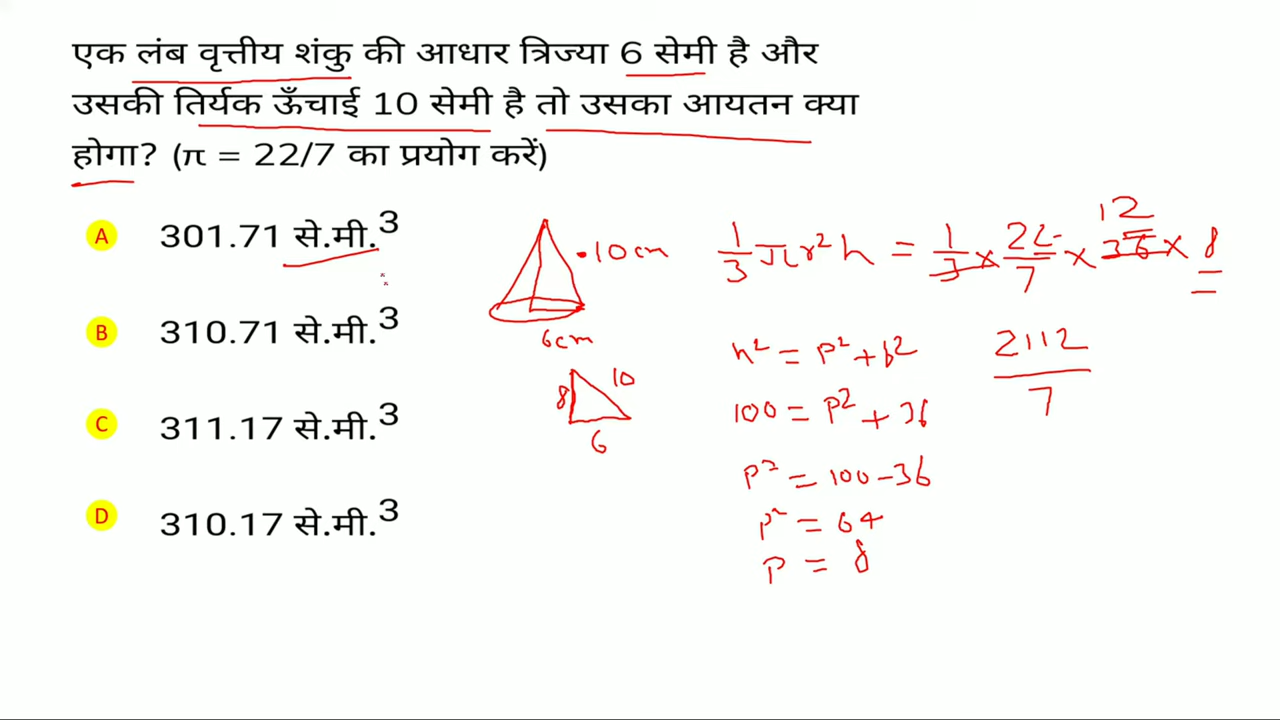 एक लंब वृत्तीय शंकु की आधार त्रिज्या 6 सेमी है और
उसकी तिर्यक ऊँचाई 10 सेमी है तो उसका आयतन क्या
होगा? (π = 22/7 का प्रयोग करें)
A 301.71 से.मी.³
B 310.71 से.मी.³
C 311.17 से.मी.³
D 310.17 से.मी.³
10cm
6cm
8 10
6
1/3 πr²h = 1/3 × 22/7 × 36 × 8
12
h² = p² + b²
100 = p² + 36
p² = 100 - 36
p² = 64
p = 8
2112/7